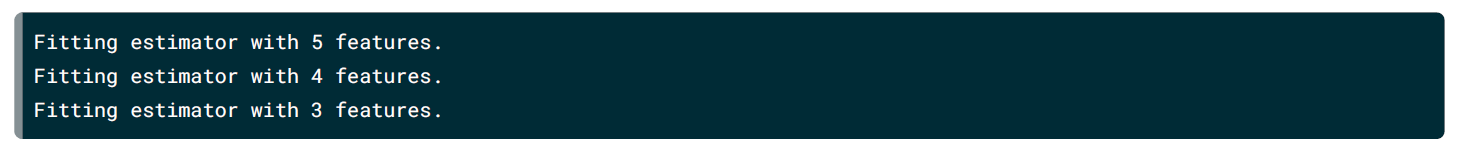 Fitting estimator with 5 features.
Fitting estimator with 4 features.
Fitting estimator with 3 features.